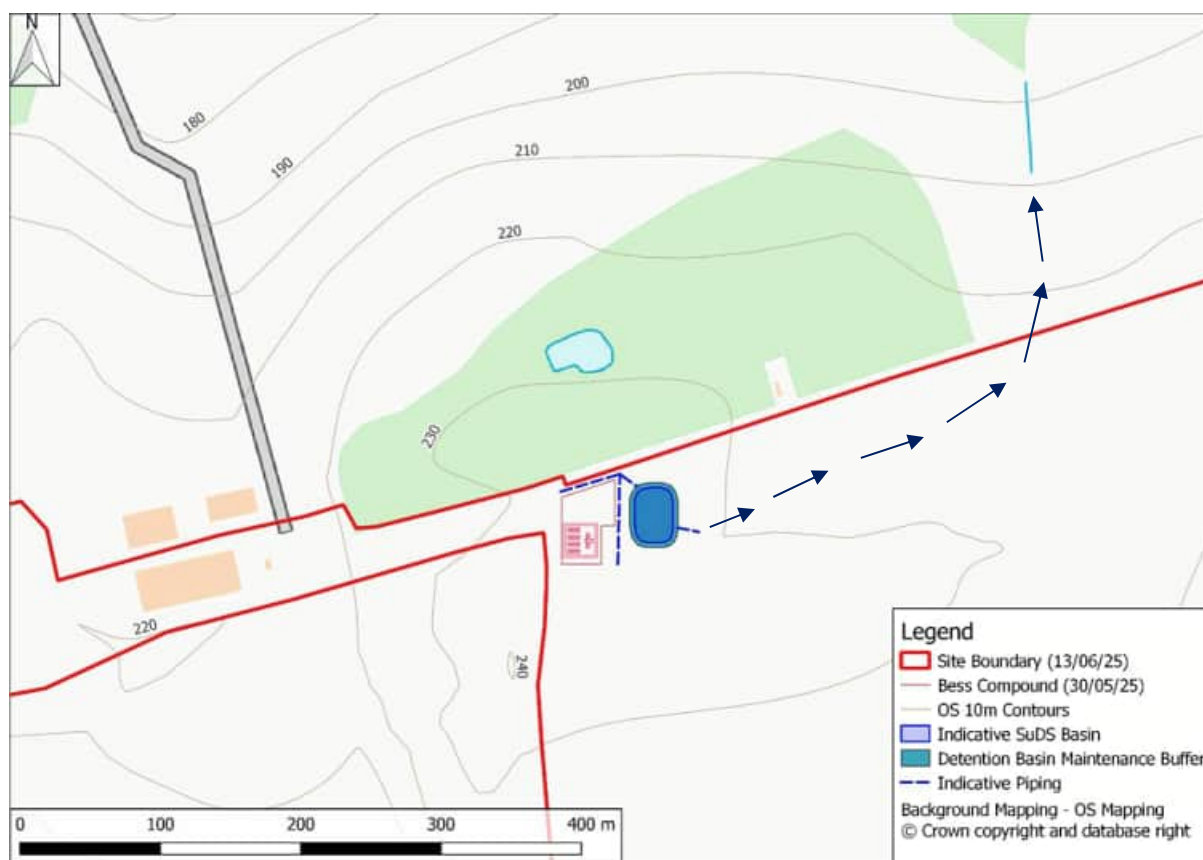 N
180
190
200
210
220
230
220
240
Legend
Site Boundary (13/06/25)
Bess Compound (30/05/25)
OS 10m Contours
Indicative SuDS Basin
Detention Basin Maintenance Buffer
Indicative Piping
Background Mapping - OS Mapping
© Crown copyright and database right
0 100 200 300 400 m